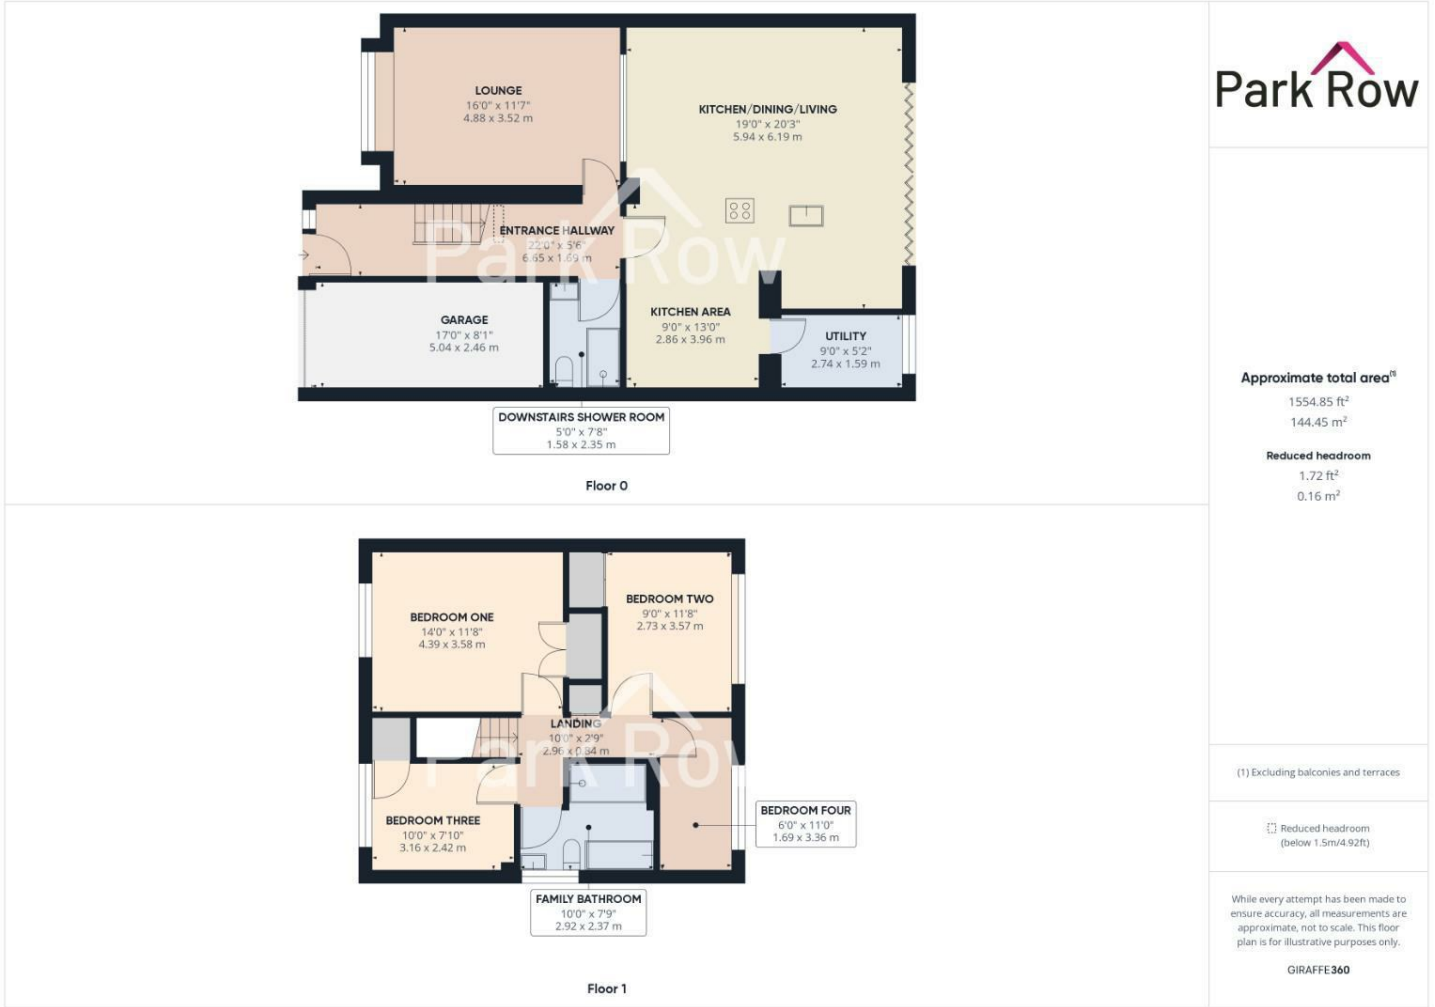 LOUNGE
16'0" x 11'7"
4.88 x 3.52 m
KITCHEN/DINING/LIVING
19'0" x 20'3"
5.94 x 6.19 m
ENTRANCE HALLWAY
22'0" x 5'6"
6.65 x 1.69 m
Park Row
GARAGE
17'0" x 8'1"
5.04 x 2.46 m
KITCHEN AREA
9'0" x 13'0"
2.86 x 3.96 m
UTILITY
9'0" x 5'2"
2.74 x 1.59 m
DOWNSTAIRS SHOWER ROOM
5'0" x 7'8"
1.58 x 2.35 m
Floor 0
BEDROOM ONE
14'0" x 11'8"
4.39 x 3.58 m
BEDROOM TWO
9'0" x 11'8"
2.73 x 3.57 m
LANDING
10'0" x 2'9"
2.96 x 0.84 m
Park Row
BEDROOM THREE
10'0" x 7'10"
3.16 x 2.42 m
BEDROOM FOUR
6'0" x 11'0"
1.69 x 3.36 m
FAMILY BATHROOM
10'0" x 7'9"
2.92 x 2.37 m
Floor 1
Park Row
Approximate total area(1)
1554.85 ft²
144.45 m²
Reduced headroom
1.72 ft²
0.16 m²
(1) Excluding balconies and terraces
Reduced headroom
(below 1.5m/4.92ft)
While every attempt has been made to
ensure accuracy, all measurements are
approximate, not to scale. This floor
plan is for illustrative purposes only.
GIRAFFE360